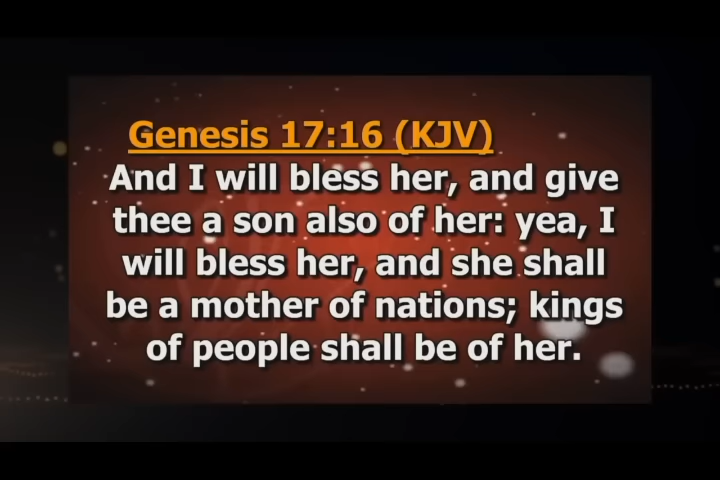 Genesis 17:16 (KJV)
And I will bless her, and give
thee a son also of her: yea, I
will bless her, and she shall
be a mother of nations; kings
of people shall be of her.